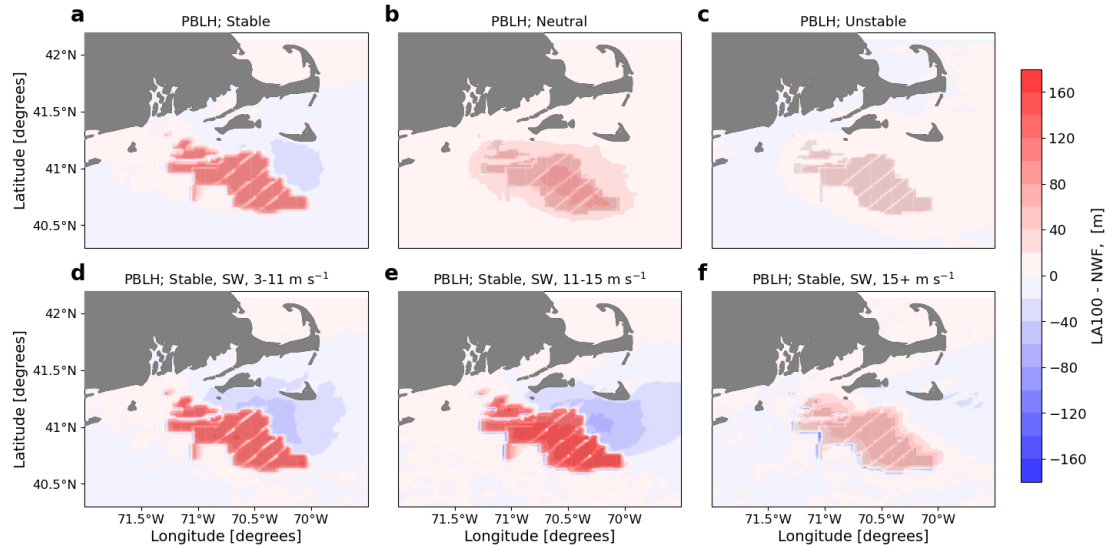 a
PBLH; Stable
b
PBLH; Neutral
c
PBLH; Unstable
42°N
41.5°N
41°N
40.5°N
Latitude [degrees]
d
PBLH; Stable, SW, 3-11 m s⁻¹
e
PBLH; Stable, SW, 11-15 m s⁻¹
f
PBLH; Stable, SW, 15+ m s⁻¹
42°N
41.5°N
41°N
40.5°N
Latitude [degrees]
71.5°W 71°W 70.5°W 70°W
71.5°W 71°W 70.5°W 70°W
71.5°W 71°W 70.5°W 70°W
Longitude [degrees]
Longitude [degrees]
Longitude [degrees]
160
120
80
40
0
−40
−80
−120
−160
LA100 - NWF, [m]